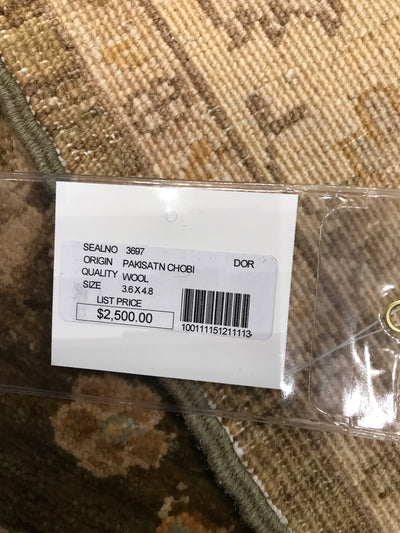 SEALNO 3697
ORIGIN PAKISATN CHOBI DOR
QUALITY WOOL
SIZE 3.6 X 4.8
LIST PRICE
$2,500.00
100111151211113